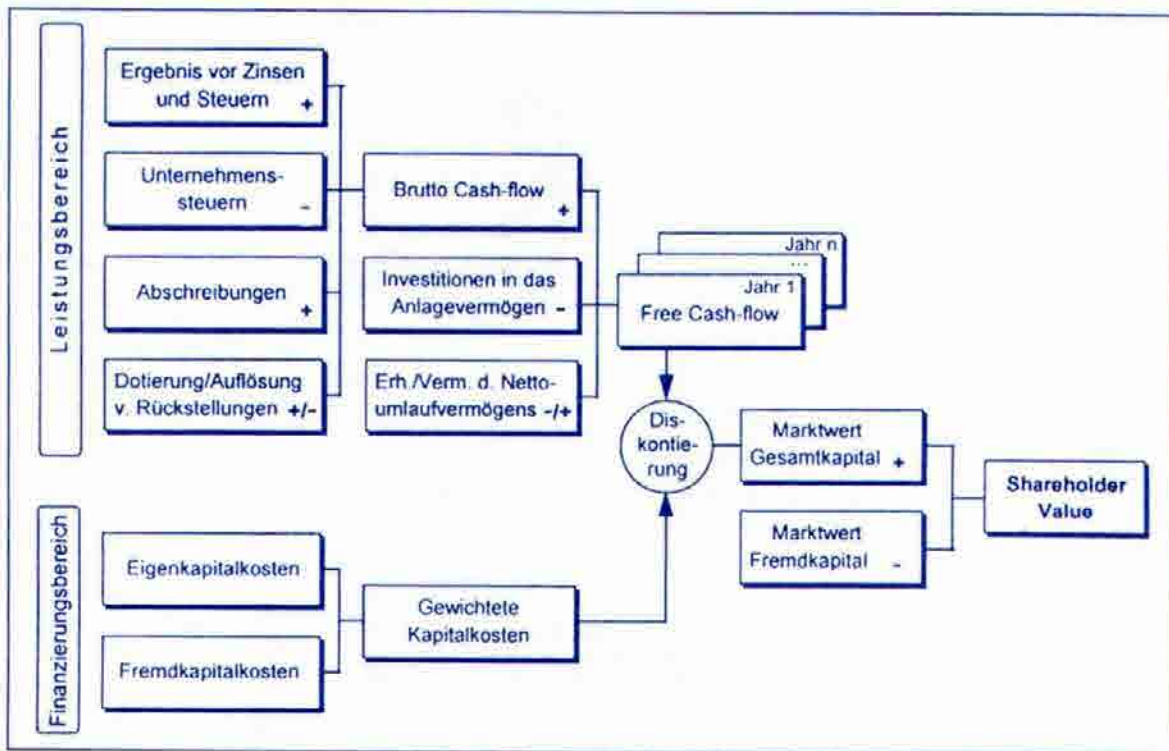 Leistungsbereich
Ergebnis vor Zinsen
und Steuern +
Unternehmens-
steuern -
Abschreibungen
+
Dotierung/Auflösung
v. Rückstellungen +/-
Brutto Cash-flow
+
Investitionen in das
Anlagevermögen -
Erh./Verm. d. Netto-
umlaufvermögens -/+
Jahr n
...
Jahr 1
Free Cash-flow
Dis-
kontie-
rung
Marktwert
Gesamtkapital +
Marktwert
Fremdkapital -
Shareholder
Value
Finanzierungsbereich
Eigenkapitalkosten
Fremdkapitalkosten
Gewichtete
Kapitalkosten